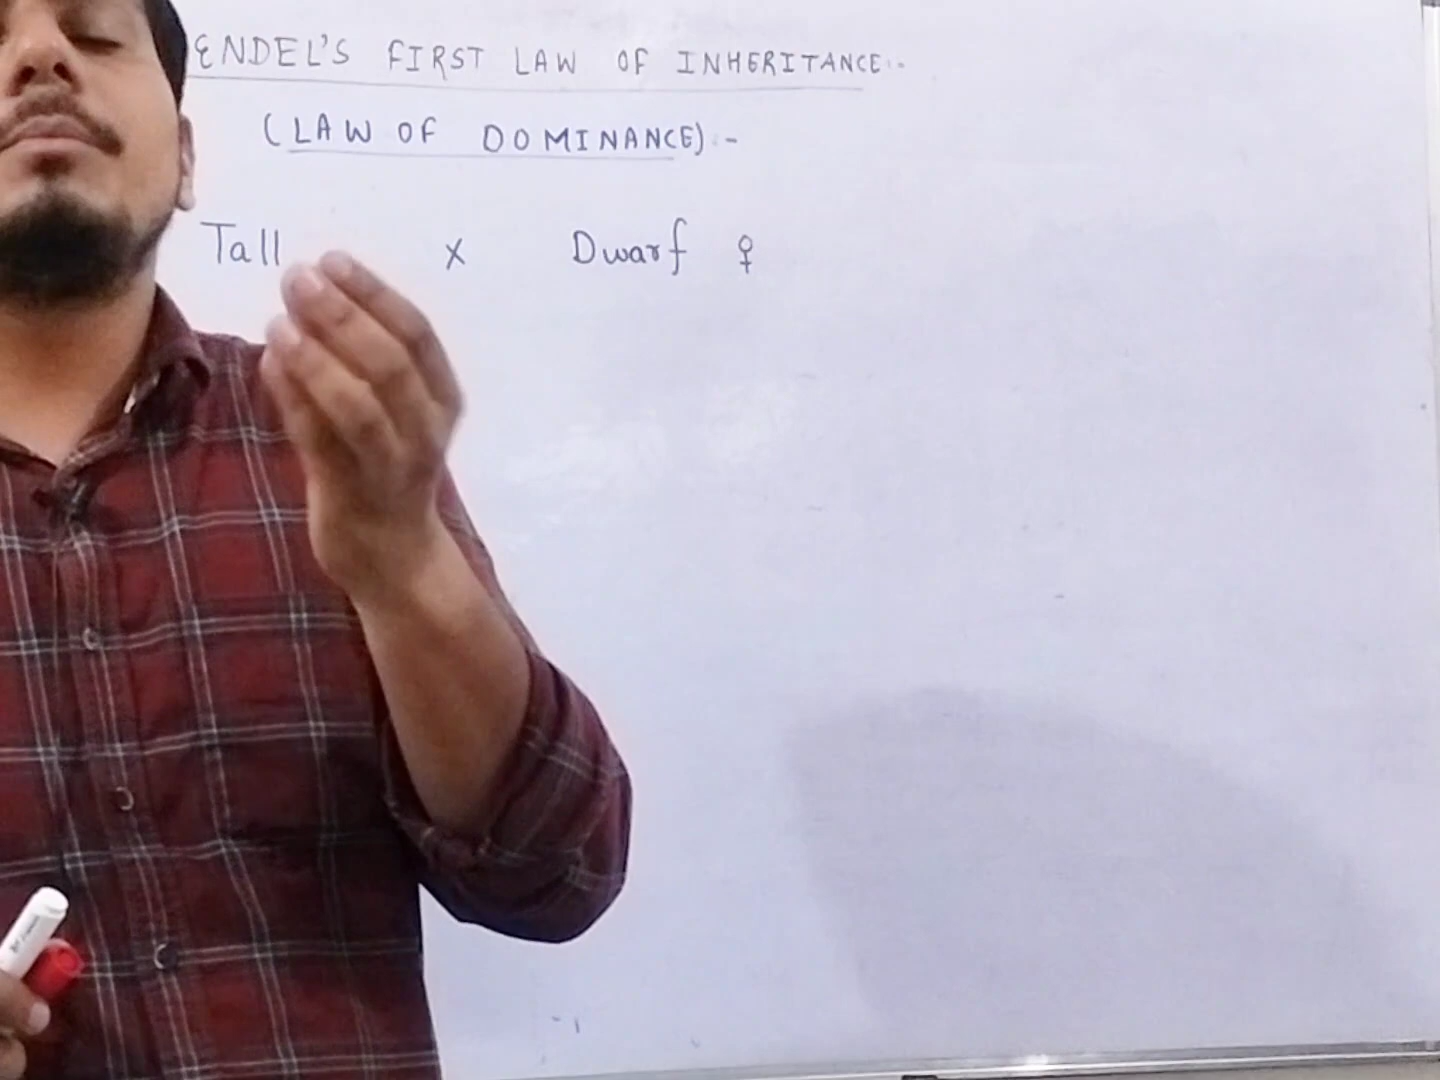 ENDEL'S FIRST LAW OF INHERITANCE:-
(LAW OF DOMINANCE):-
Tall x Dwarf ♀